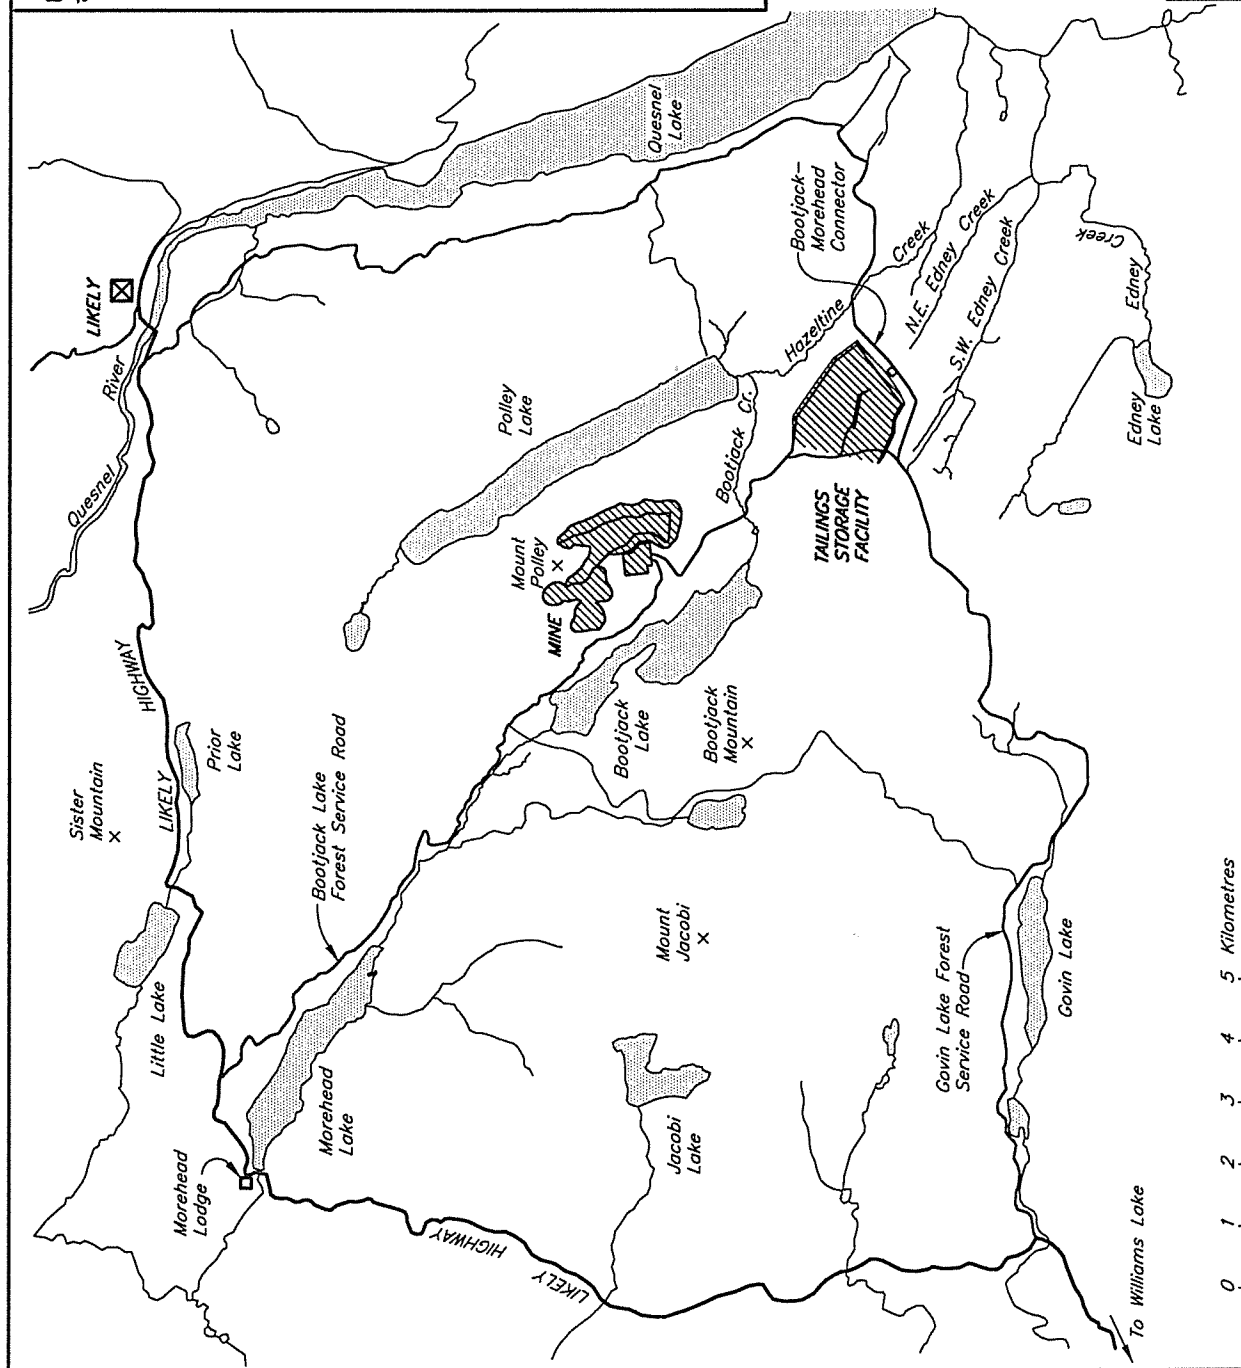 Quesnel
Lake
LIKELY
River
Quesnel
HIGHWAY
LIKELY
Sister
Mountain
Prior
Lake
Little Lake
Morehead
Lodge
Morehead
Lake
Bootjack Lake
Forest Service Road
Polley
Lake
Mount
Polley
MINE
Bootjack Cr.
Bootjack
Lake
Bootjack
Mountain
Hazeltine
Creek
Bootjack-
Morehead
Connector
N.E. Edney Creek
S.W. Edney Creek
Edney
Creek
Edney
Lake
TAILINGS
STORAGE
FACILITY
Mount
Jacobi
Jacobi
Lake
LIKELY
HIGHWAY
Govin Lake Forest
Service Road
Govin Lake
To Williams Lake
0 1 2 3 4 5 Kilometres